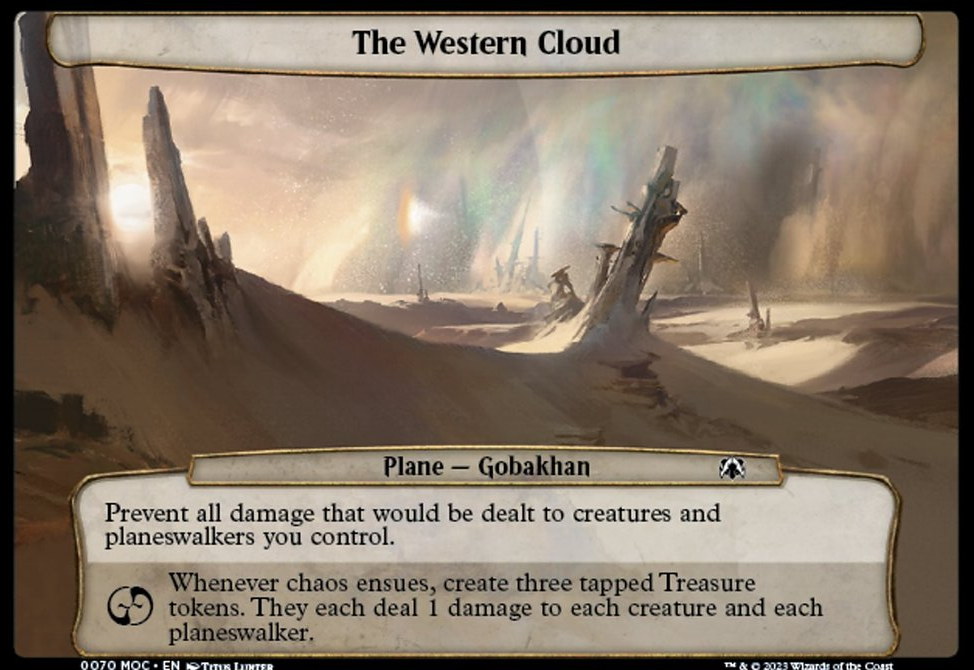 The Western Cloud
Plane — Gobakhan
Prevent all damage that would be dealt to creatures and
planeswalkers you control.
Whenever chaos ensues, create three tapped Treasure
tokens. They each deal 1 damage to each creature and each
planeswalker.
0070 MOC • EN Titus Lunter
™ & © 2023 Wizards of the Coast